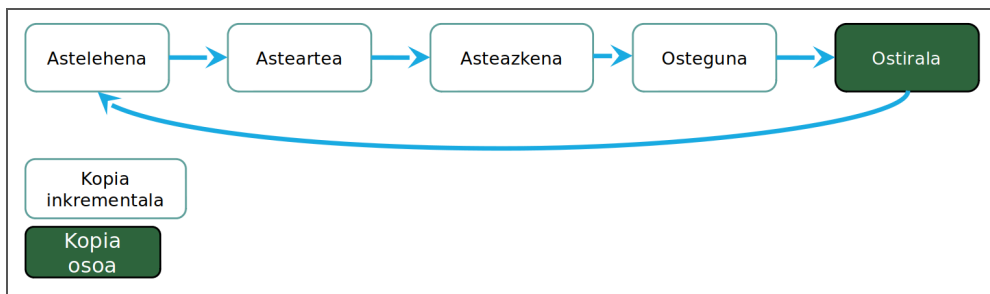 Astelehena
Asteartea
Asteazkena
Osteguna
Ostirala
Kopia
inkrementala
Kopia
osoa